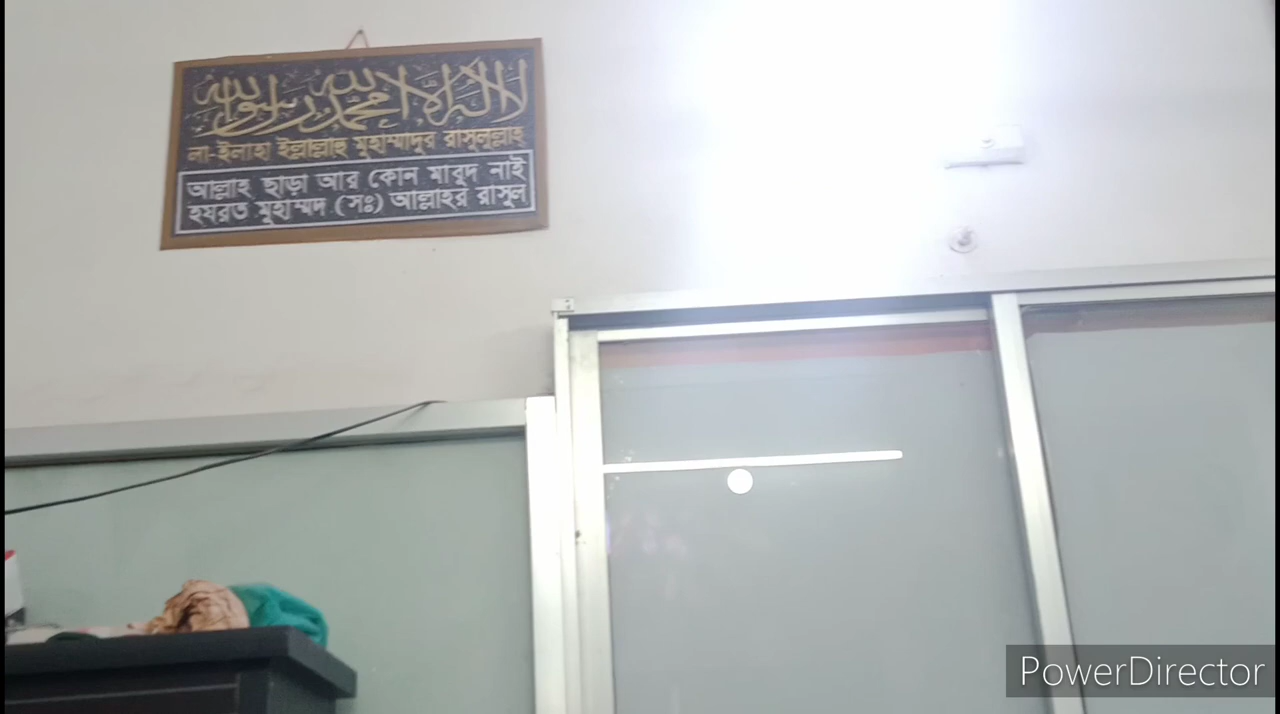 لا اله الا الله محمد رسول الله
লা-ইলাহা ইল্লাল্লাহু মুহাম্মাদুর রাসুলুল্লাহ
আল্লাহ ছাড়া আর কোন মাবুদ নাই
হযরত মুহাম্মদ (সঃ) আল্লাহর রাসুল
PowerDirector